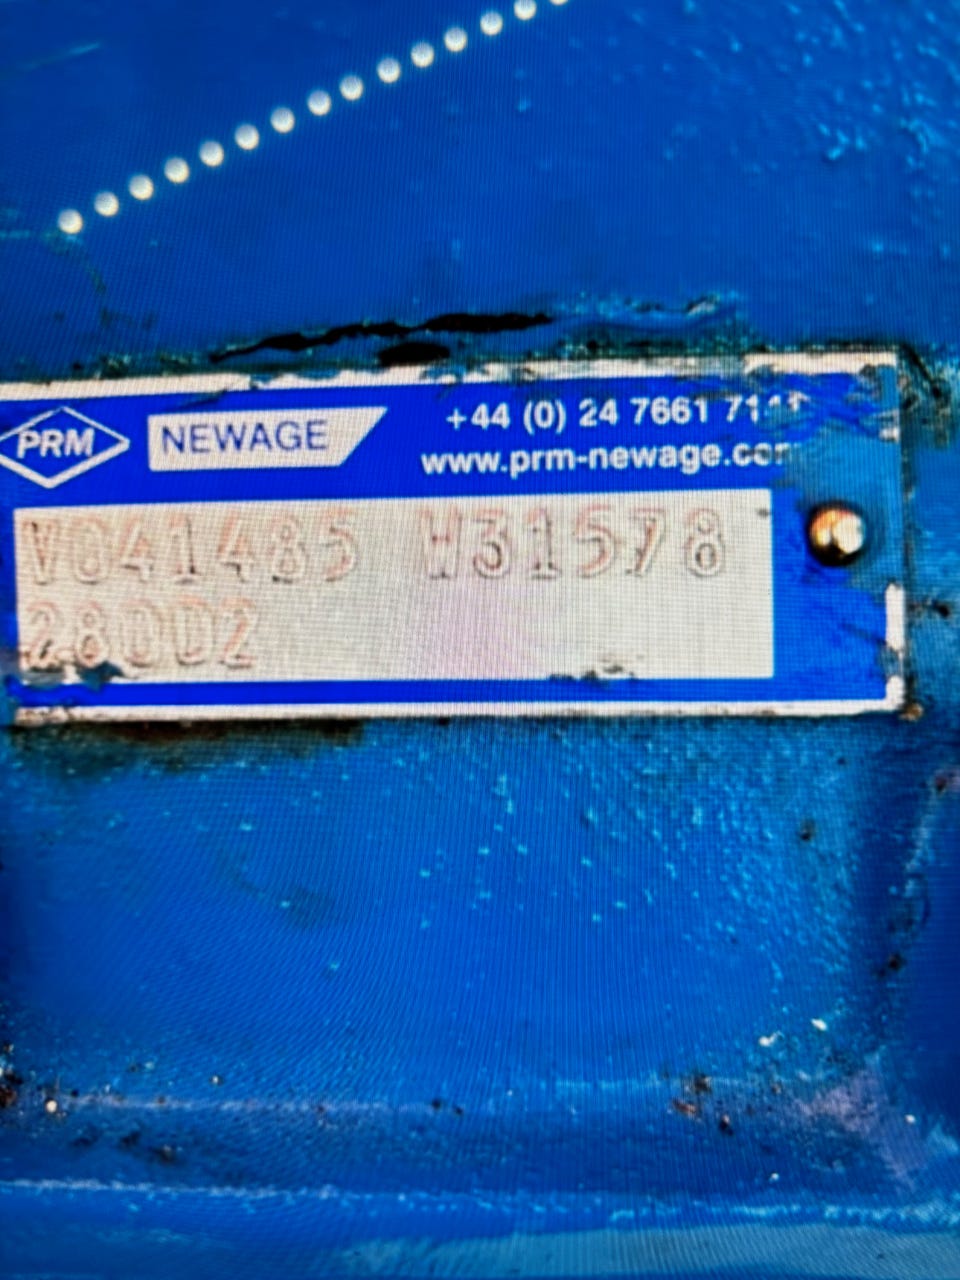 PRM NEWAGE +44 (0) 24 7661 7141
www.prm-newage.com
V041485 W31578
280D2